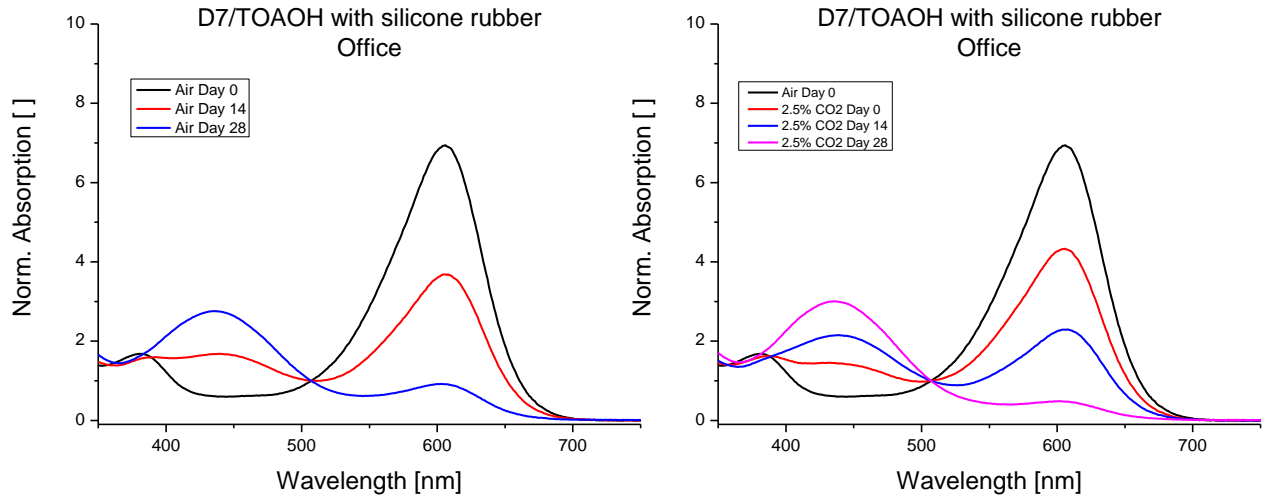 D7/TOAOH with silicone rubber
Office
10
8
6
4
2
0
Norm. Absorption [ ]
Air Day 0
Air Day 14
Air Day 28
400
500
600
700
Wavelength [nm]
D7/TOAOH with silicone rubber
Office
10
8
6
4
2
0
Norm. Absorption [ ]
Air Day 0
2.5% CO2 Day 0
2.5% CO2 Day 14
2.5% CO2 Day 28
400
500
600
700
Wavelength [nm]